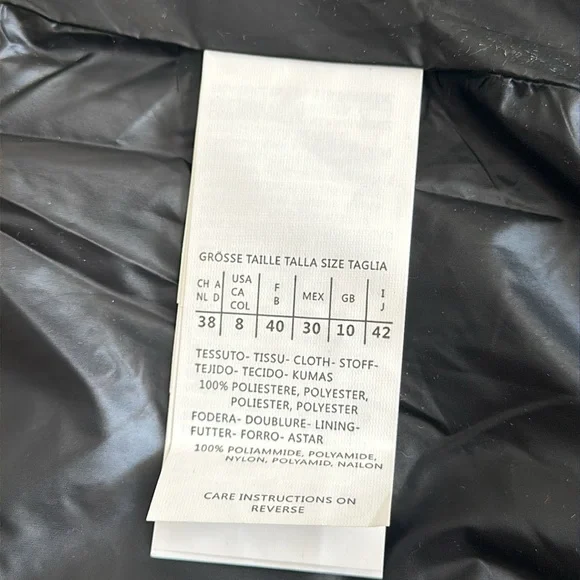 GRÖSSE TAILLE TALLA SIZE TAGLIA
CH A USA F I
NL D CA B MEX GB J
COL
38 8 40 30 10 42
TESSUTO- TISSU- CLOTH- STOFF-
TEJIDO- TECIDO- KUMAS
100% POLIESTERE, POLYESTER,
POLIESTER, POLYESTER
FODERA- DOUBLURE- LINING-
FUTTER- FORRO- ASTAR
100% POLIAMMIDE, POLYAMIDE,
NYLON, POLYAMID, NAILON
CARE INSTRUCTIONS ON
REVERSE